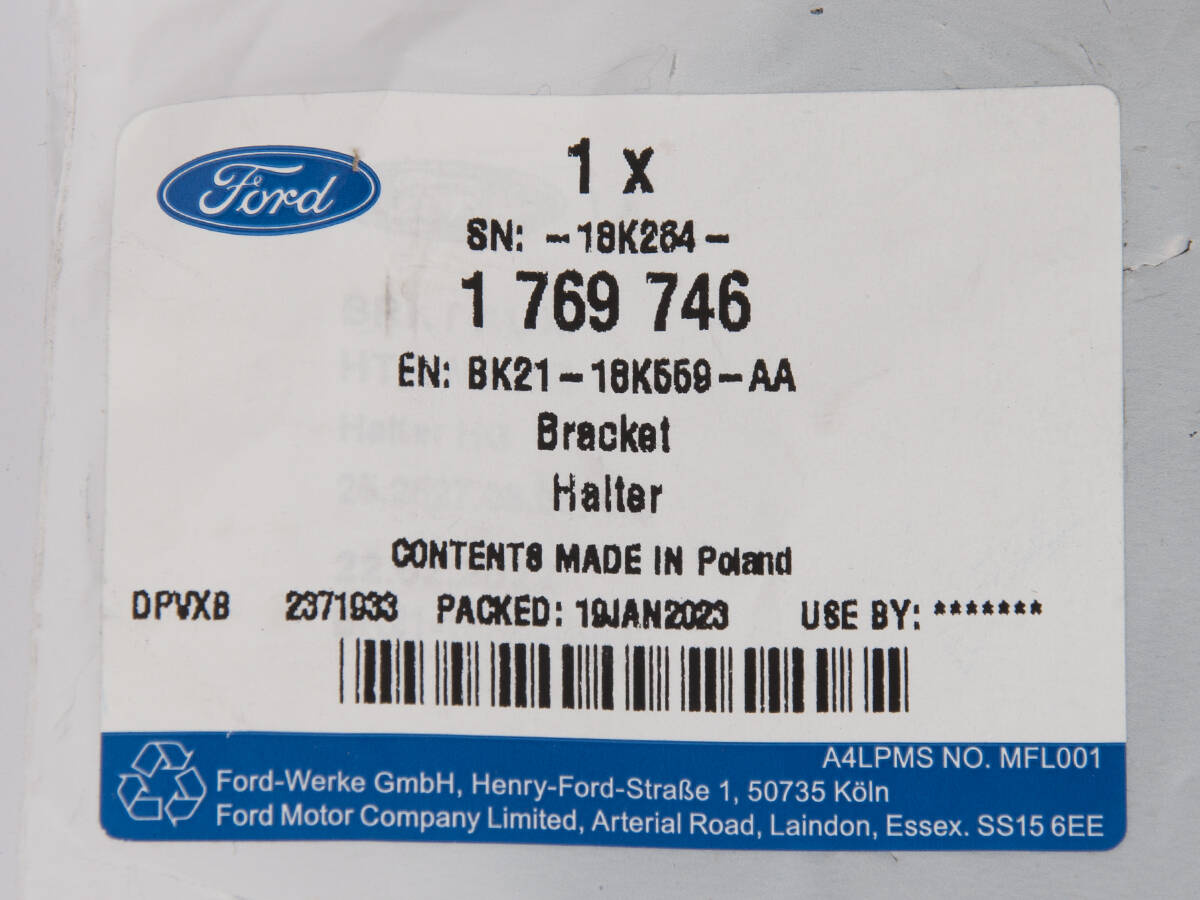 Ford
1 x
SN: -18K264-
1 769 746
EN: BK21-18K559-AA
Bracket
Halter
CONTENTS MADE IN Poland
DPVXB 2371933 PACKED: 19JAN2023 USE BY: *******
A4LPMS NO. MFL001
Ford-Werke GmbH, Henry-Ford-Straße 1, 50735 Köln
Ford Motor Company Limited, Arterial Road, Laindon, Essex. SS15 6EE